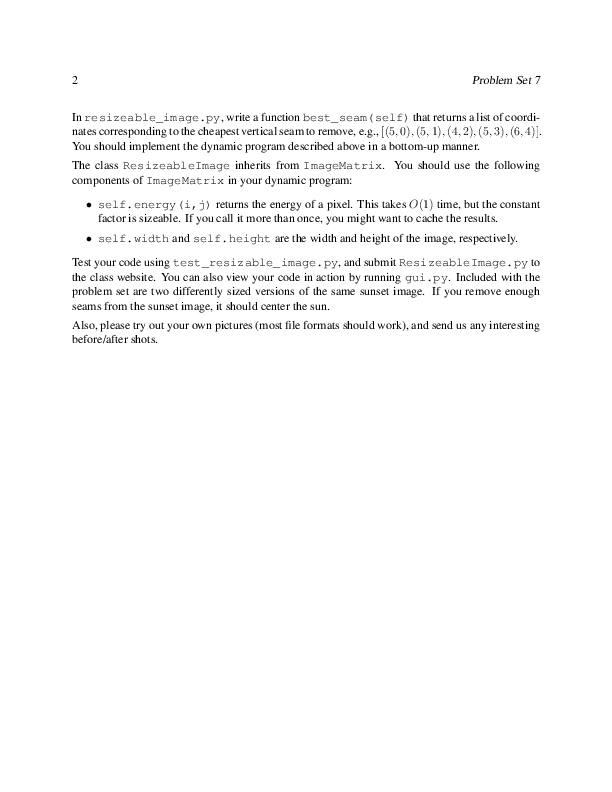 2 Problem Set 7
In resizeable_image.py, write a function best_seam(self) that returns a list of coordi-
nates corresponding to the cheapest vertical seam to remove, e.g., [(5, 0), (5, 1), (4, 2), (5, 3), (6, 4)].
You should implement the dynamic program described above in a bottom-up manner.
The class ResizeableImage inherits from ImageMatrix. You should use the following
components of ImageMatrix in your dynamic program:
• self.energy(i,j) returns the energy of a pixel. This takes O(1) time, but the constant
factor is sizeable. If you call it more than once, you might want to cache the results.
• self.width and self.height are the width and height of the image, respectively.
Test your code using test_resizable_image.py, and submit ResizeableImage.py to
the class website. You can also view your code in action by running gui.py. Included with the
problem set are two differently sized versions of the same sunset image. If you remove enough
seams from the sunset image, it should center the sun.
Also, please try out your own pictures (most file formats should work), and send us any interesting
before/after shots.